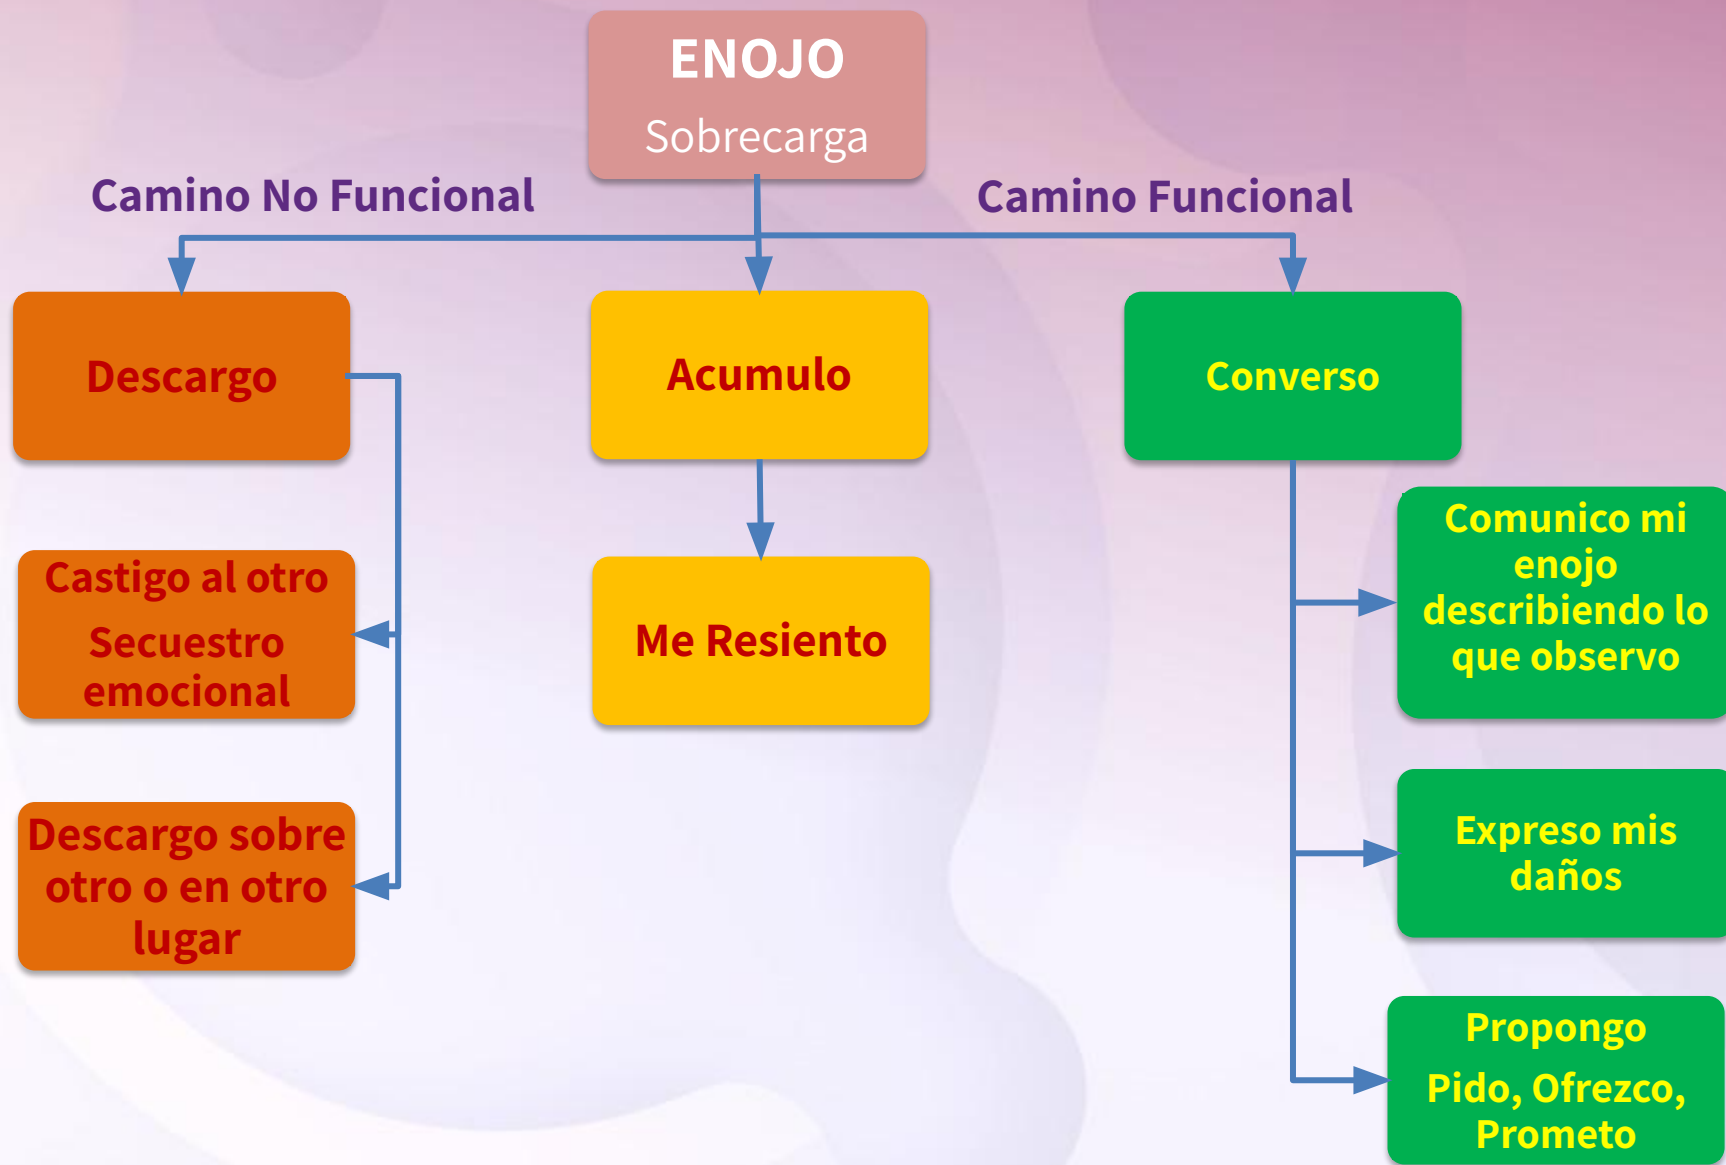 ENOJO
Sobrecarga
Camino No Funcional
Camino Funcional
Descargo
Acumulo
Converso
Castigo al otro
Secuestro
emocional
Me Resiento
Comunico mi
enojo
describiendo lo
que observo
Descargo sobre
otro o en otro
lugar
Expreso mis
daños
Propongo
Pido, Ofrezco,
Prometo